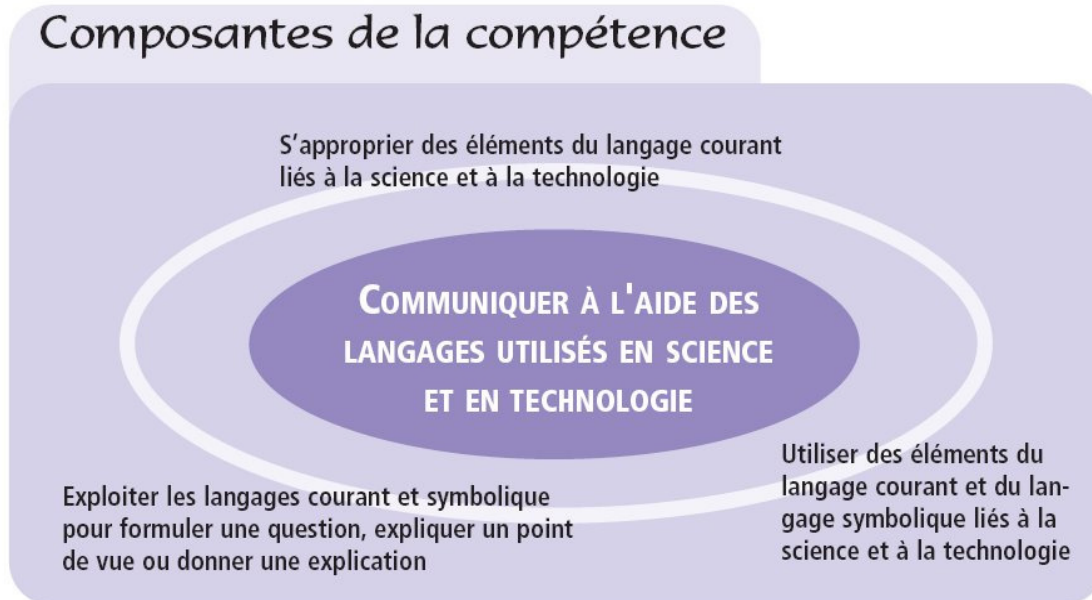 Composantes de la compétence
S'approprier des éléments du langage courant
liés à la science et à la technologie
COMMUNIQUER À L'AIDE DES
LANGAGES UTILISÉS EN SCIENCE
ET EN TECHNOLOGIE
Utiliser des éléments du
langage courant et du lan-
gage symbolique liés à la
science et à la technologie
Exploiter les langages courant et symbolique
pour formuler une question, expliquer un point
de vue ou donner une explication